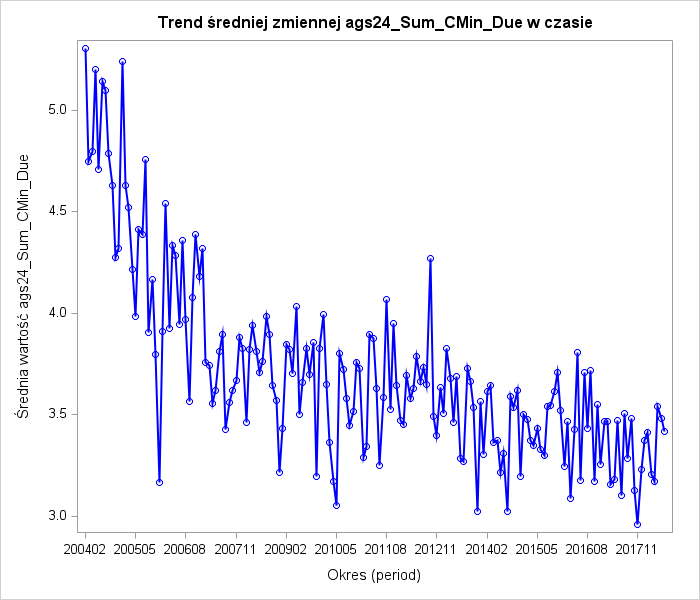 Trend średniej zmiennej ags24_Sum_CMin_Due w czasie
Średnia wartość ags24_Sum_CMin_Due
5.0
4.5
4.0
3.5
3.0
200402 200505 200608 200711 200902 201005 201108 201211 201402 201505 201608 201711
Okres (period)